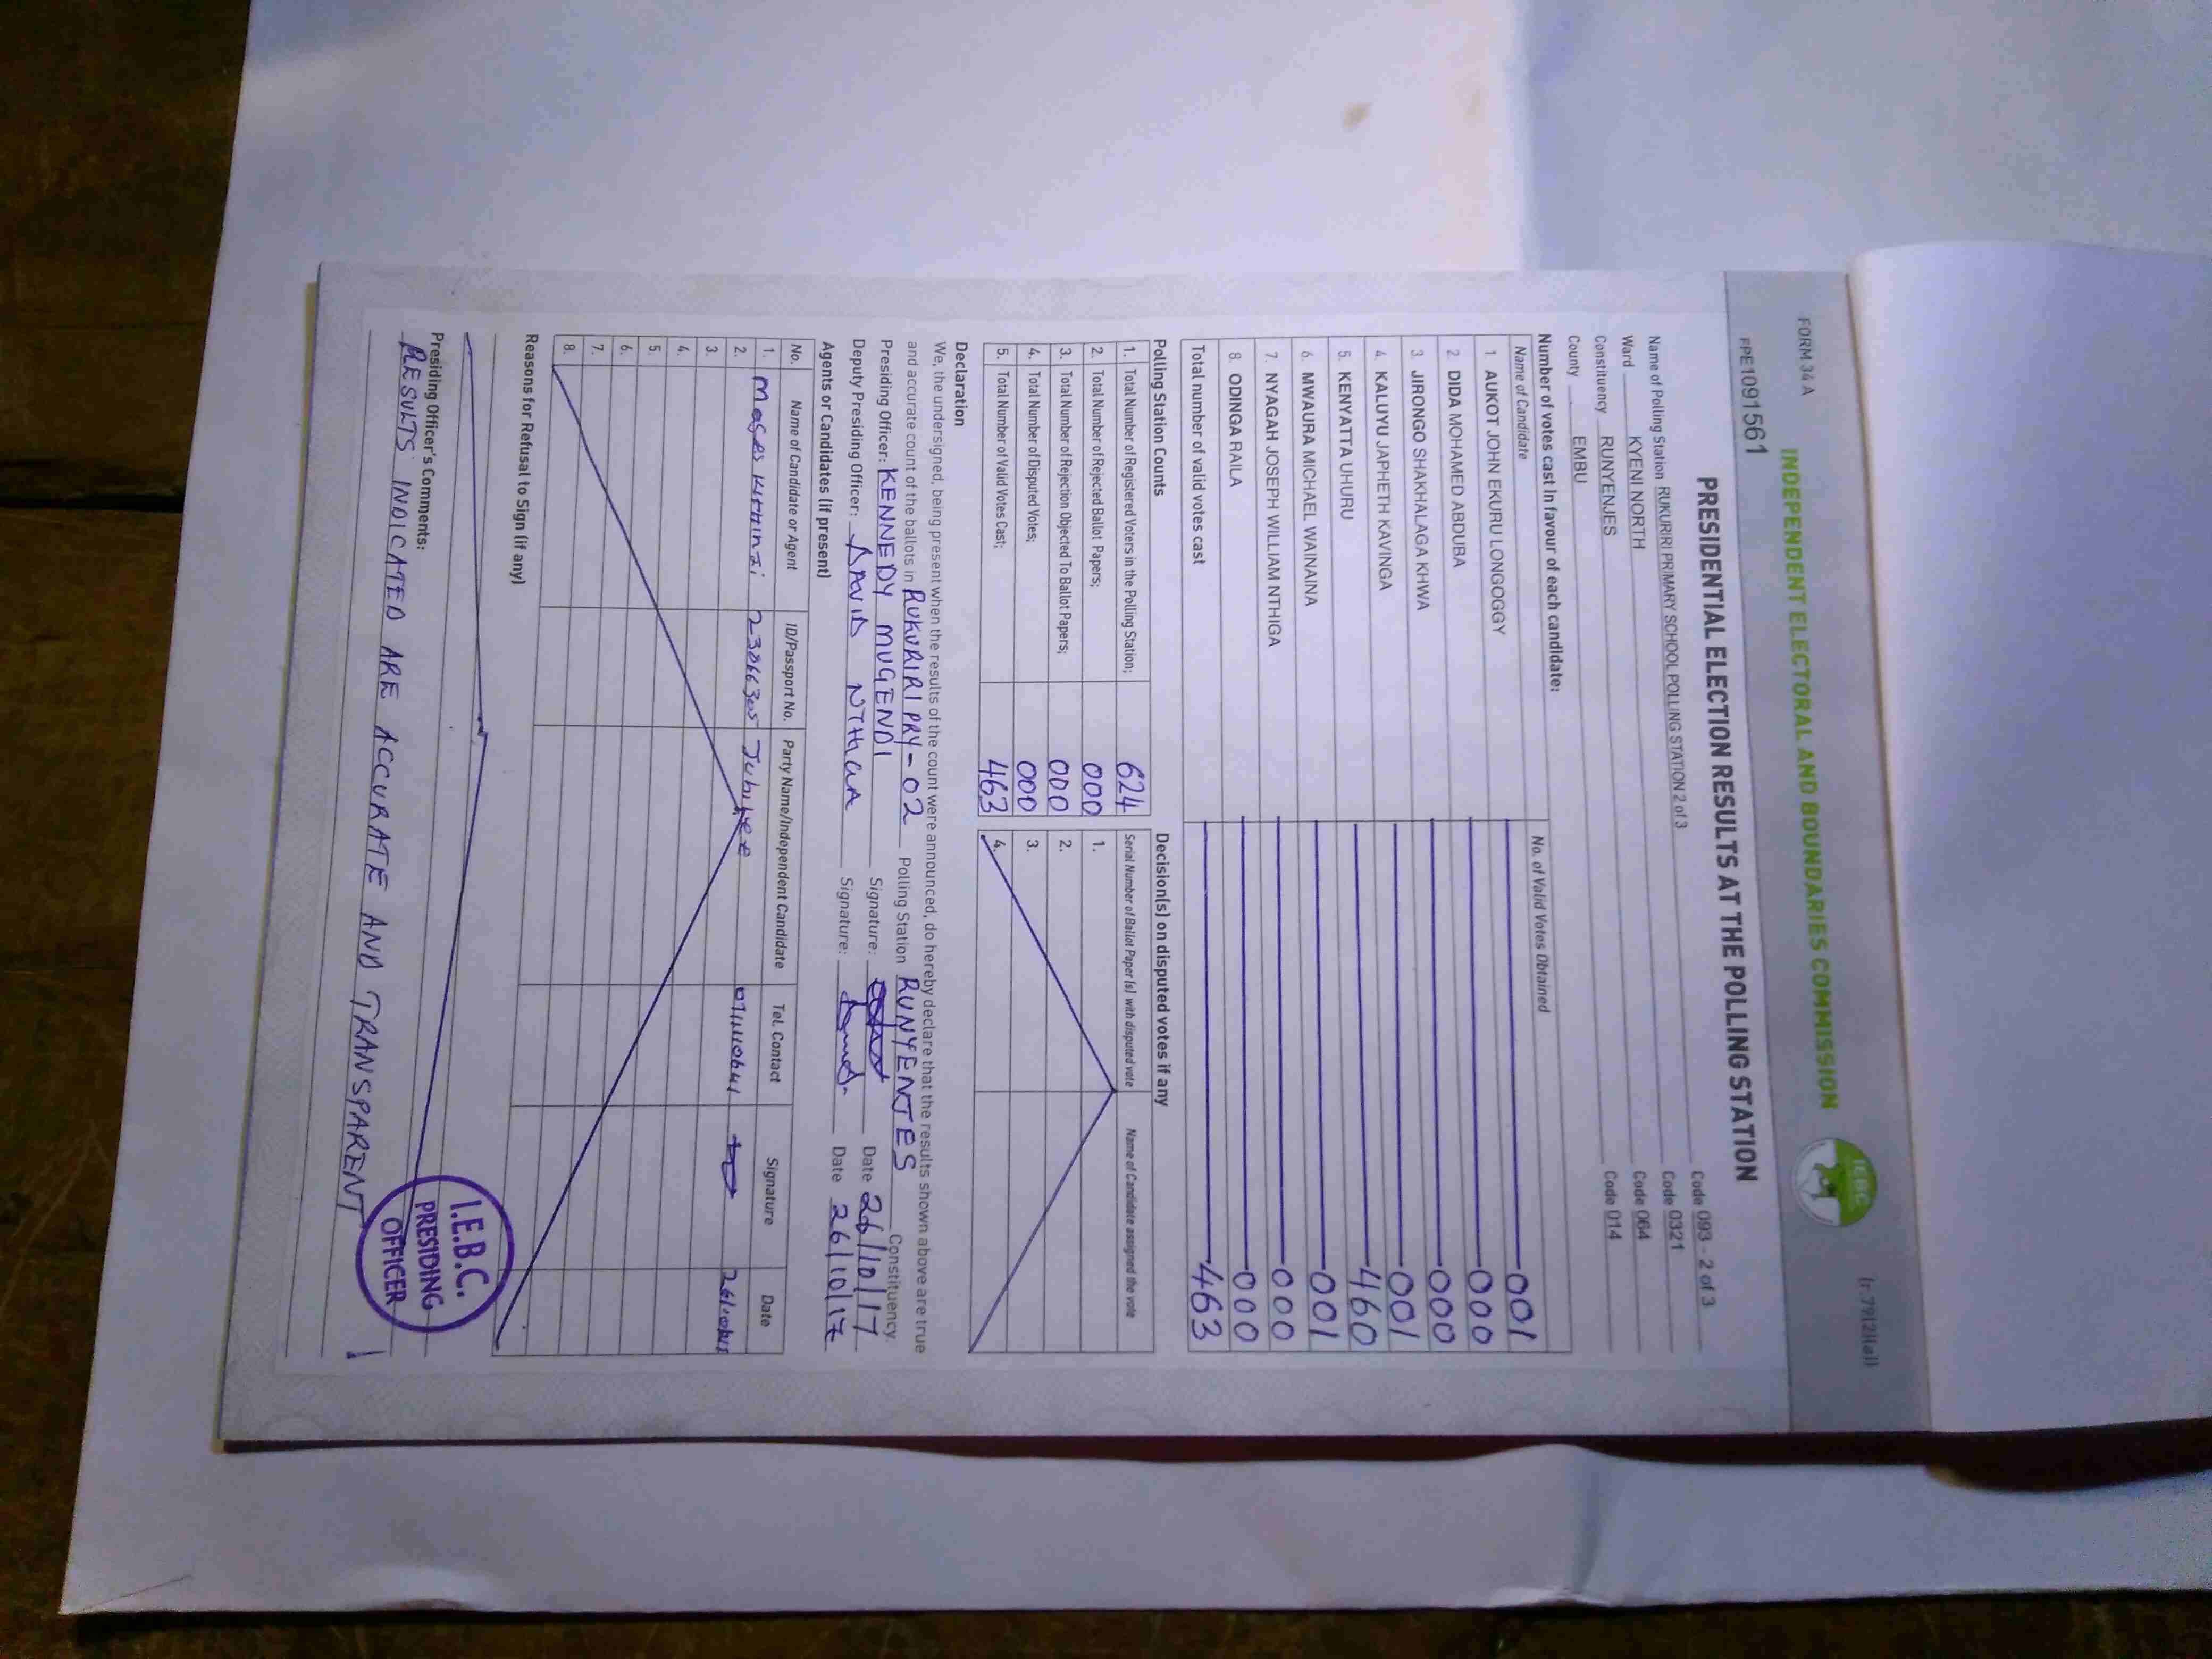 FORM 34 A
(r.79(2)(a))
INDEPENDENT ELECTORAL AND BOUNDARIES COMMISSION
IEBC
FPE1091561
PRESIDENTIAL ELECTION RESULTS AT THE POLLING STATION
Name of Polling Station RUKURIRI PRIMARY SCHOOL POLLING STATION 2 of 3 Code 093 - 2 of 3
Ward KYENI NORTH Code 0321
Constituency RUNYENJES Code 064
County EMBU Code 014
Number of votes cast in favour of each candidate:
Name of Candidate No. of Valid Votes Obtained
1 AUKOT JOHN EKURU LONGOGGY 001
2 DIDA MOHAMED ABDUBA 000
3. JIRONGO SHAKHALAGA KHWA 000
4. KALUYU JAPHETH KAVINGA 001
5. KENYATTA UHURU 460
6. MWAURA MICHAEL WAINAINA 001
7. NYAGAH JOSEPH WILLIAM NTHIGA 000
8. ODINGA RAILA 000
Total number of valid votes cast 463
Polling Station Counts Decision(s) on disputed votes if any
1. Total Number of Registered Voters in the Polling Station; 624 Serial Number of Ballot Paper (s) with disputed vote Name of Candidate assigned the vote
2. Total Number of Rejected Ballot Papers; 000 1.
3. Total Number of Rejection Objected To Ballot Papers; 000 2.
4. Total Number of Disputed Votes; 000 3.
5. Total Number of Valid Votes Cast; 463 4.
Declaration
We, the undersigned, being present when the results of the count were announced, do hereby declare that the results shown above are true
and accurate count of the ballots in RUKURIRI PRY-02 Polling Station RUNYENJES Constituency.
Presiding Officer: KENNEDY MUGENDI Signature: Date 26/10/17
Deputy Presiding Officer: DAVID NTHIGA Signature: Date 26/10/17
Agents or Candidates (if present)
No. Name of Candidate or Agent ID/Passport No. Party Name/Independent Candidate Tel. Contact Signature Date
1. Moses Jubilee
2.
3.
4.
5.
6.
7.
8.
Reasons for Refusal to Sign (if any)
Presiding Officer's Comments:
RESULTS INDICATED ARE ACCURATE AND TRANSPARENT
I.E.B.C.
PRESIDING
OFFICER